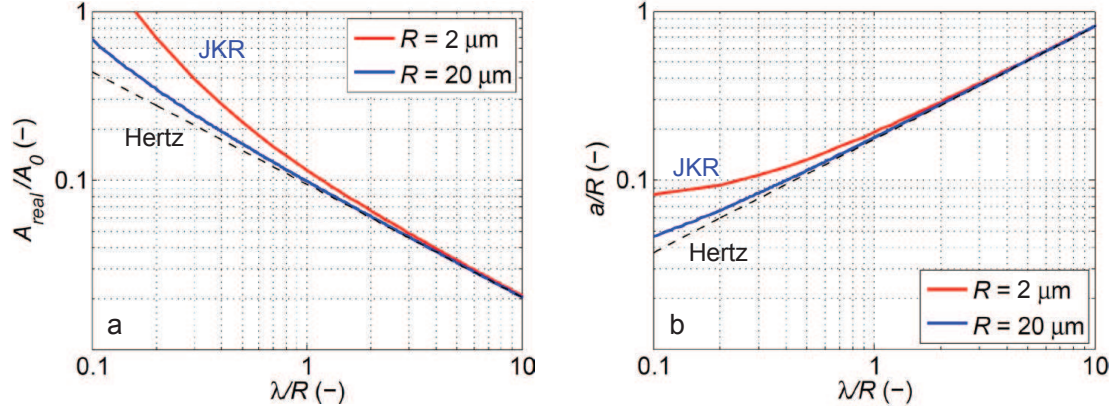 1
0.1
A_real/A_0 (–)
JKR
Hertz
R = 2 µm
R = 20 µm
a
0.1
1
10
λ/R (–)
1
0.1
a/R (–)
JKR
Hertz
R = 2 µm
R = 20 µm
b
0.1
1
10
λ/R (–)